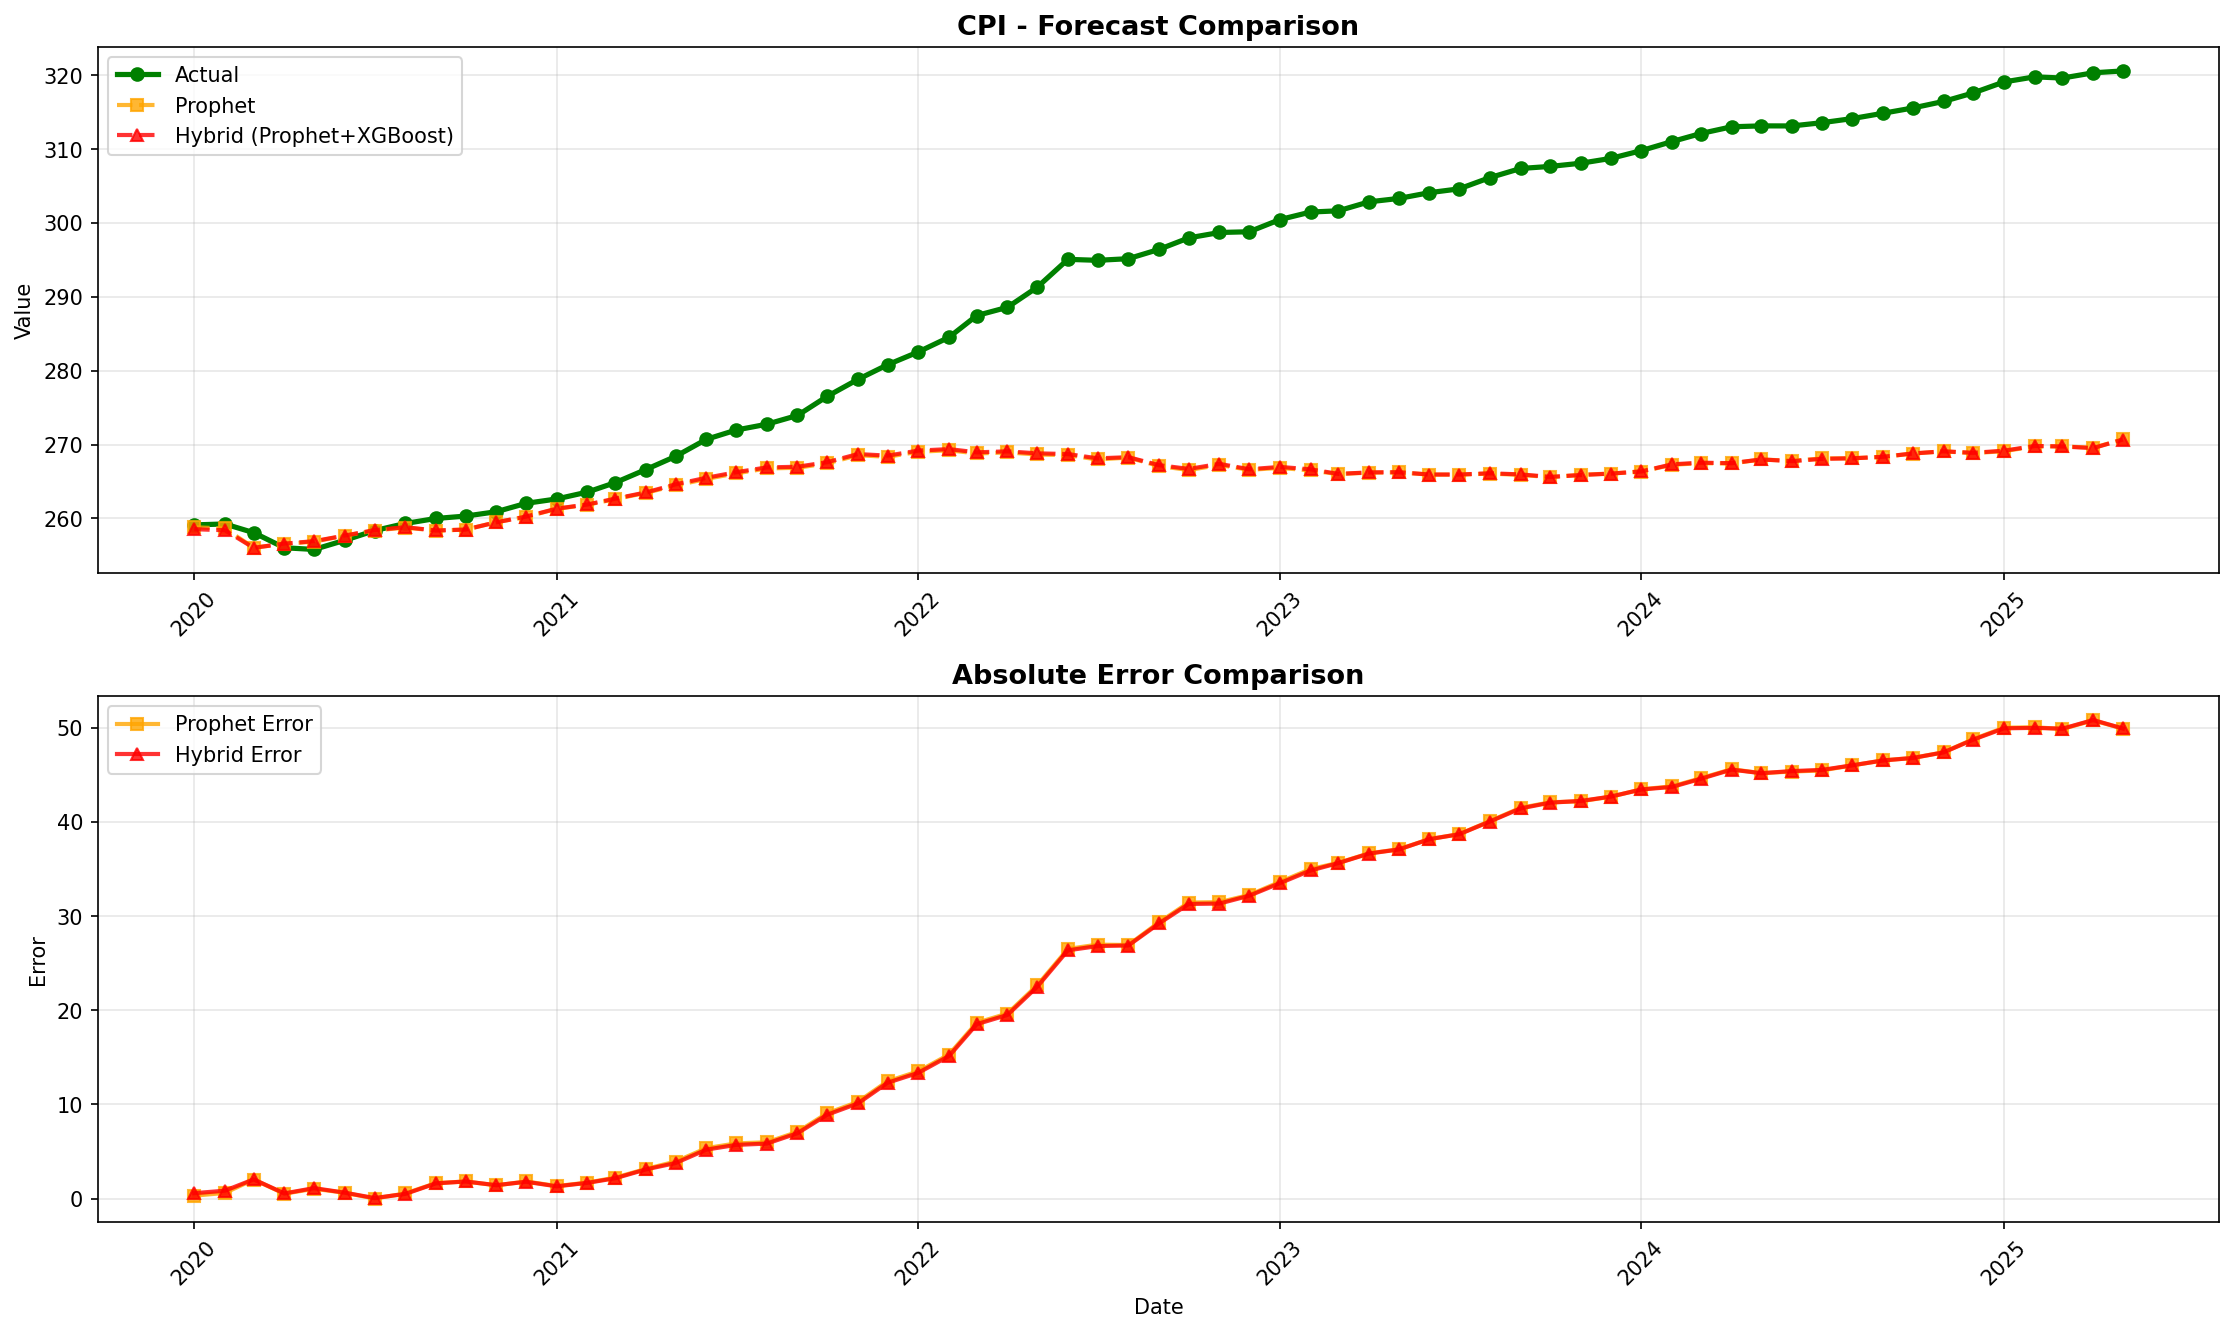 CPI - Forecast Comparison
Actual
Prophet
Hybrid (Prophet+XGBoost)
Value
320
310
300
290
280
270
260
2020
2021
2022
2023
2024
2025
Absolute Error Comparison
Prophet Error
Hybrid Error
Error
50
40
30
20
10
0
2020
2021
2022
2023
2024
2025
Date